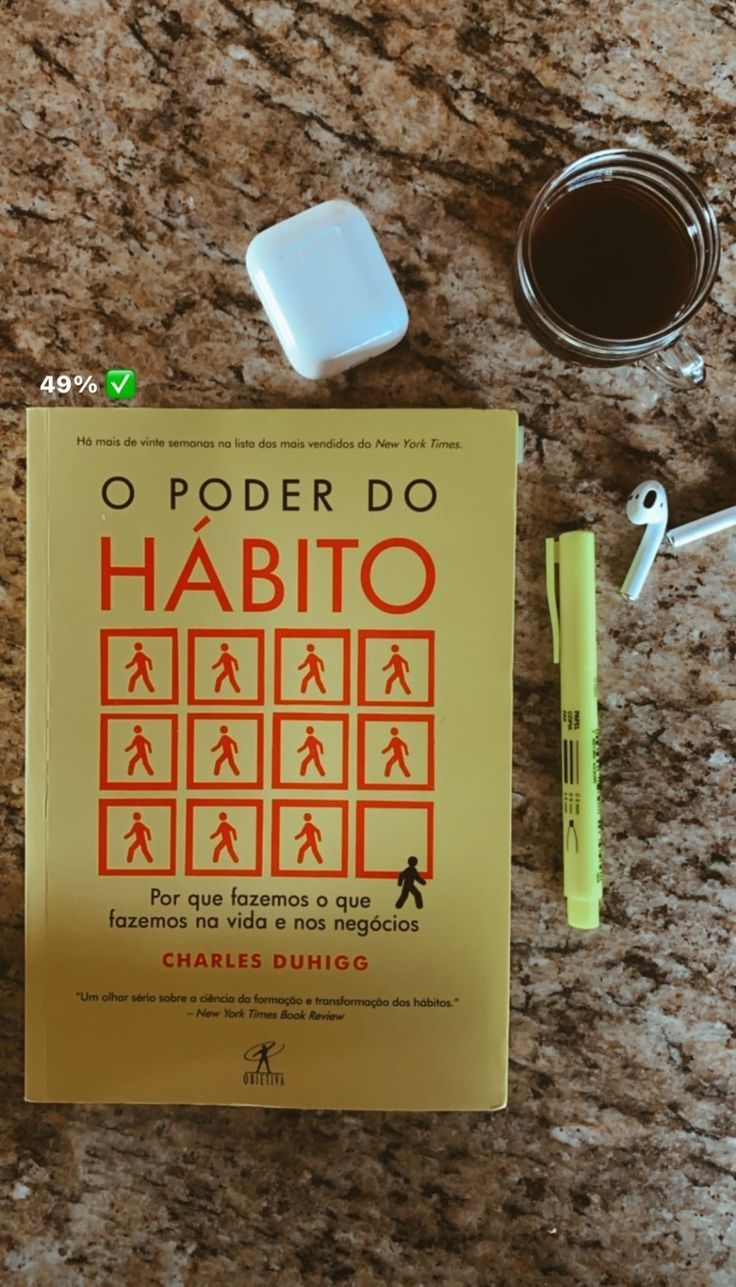 49% ✅
Há mais de vinte semanas na lista dos mais vendidos do New York Times.
O PODER DO
HÁBITO
Por que fazemos o que
fazemos na vida e nos negócios
CHARLES DUHIGG
"Um olhar sério sobre a ciência da formação e transformação dos hábitos."
– New York Times Book Review
OBJETIVA
PAPEL
COPIA